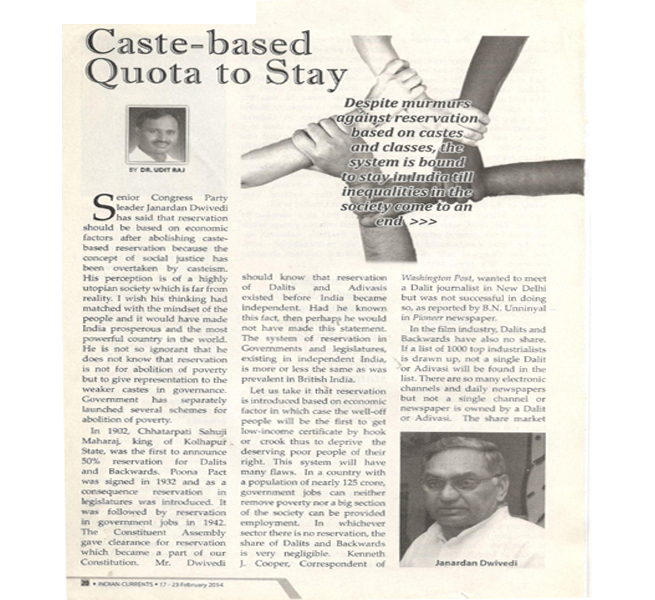 Caste-based
Quota to Stay
Despite murmurs
against reservation
based on castes
and classes, the
system is bound
to stay in India till
inequalities in the
society come to an
end >>>
BY DR. UDIT RAJ
Senior Congress Party
leader Janardan Dwivedi
has said that reservation
should be based on economic
factors after abolishing caste-
based reservation because the
concept of social justice has
been overtaken by casteism.
His perception is of a highly
utopian society which is far from
reality. I wish his thinking had
matched with the mindset of the
people and it would have made
India prosperous and the most
powerful country in the world.
He is not so ignorant that he
does not know that reservation
is not for abolition of poverty
but to give representation to the
weaker castes in governance.
Government has separately
launched several schemes for
abolition of poverty.
In 1902, Chhatarpati Sahuji
Maharaj, king of Kolhapur
State, was the first to announce
50% reservation for Dalits
and Backwards. Poona Pact
was signed in 1932 and as a
consequence reservation in
legislatures was introduced. It
was followed by reservation
in government jobs in 1942.
The Constituent Assembly
gave clearance for reservation
which became a part of our
Constitution. Mr. Dwivedi
should know that reservation
of Dalits and Adivasis
existed before India became
independent. Had he known
this fact, then perhaps he would
not have made this statement.
The system of reservation in
Governments and legislatures,
existing in independent India,
is more or less the same as was
prevalent in British India.
Let us take it that reservation
is introduced based on economic
factor in which case the well-off
people will be the first to get
low-income certificate by hook
or crook thus to deprive the
deserving poor people of their
right. This system will have
many flaws. In a country with
a population of nearly 125 crore,
government jobs can neither
remove poverty nor a big section
of the society can be provided
employment. In whichever
sector there is no reservation, the
share of Dalits and Backwards
is very negligible. Kenneth
J. Cooper, Correspondent of
Washington Post, wanted to meet
a Dalit journalist in New Delhi
but was not successful in doing
so, as reported by B.N. Unninyal
in Pioneer newspaper.
In the film industry, Dalits and
Backwards have also no share.
If a list of 1000 top industrialists
is drawn up, not a single Dalit
or Adivasi will be found in the
list. There are so many electronic
channels and daily newspapers
but not a single channel or
newspaper is owned by a Dalit
or Adivasi. The share market
Janardan Dwivedi
20 • INDIAN CURRENTS • 17 - 23 February 2014